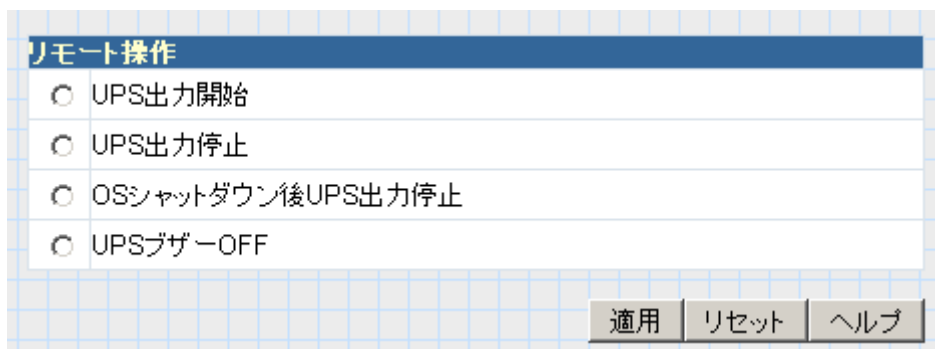 リモート操作
UPS出力開始
UPS出力停止
OSシャットダウン後UPS出力停止
UPSブザーOFF
適用 リセット ヘルプ